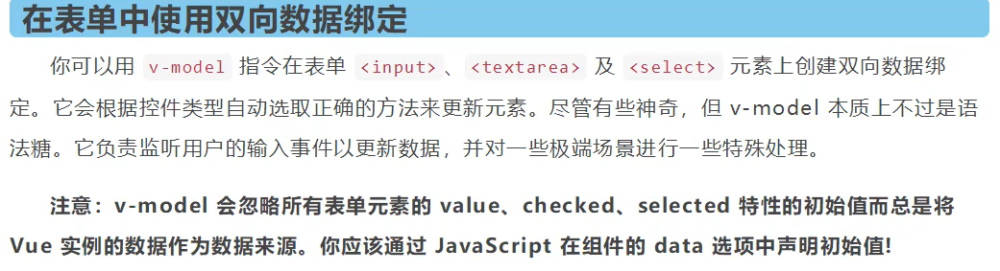 在表单中使用双向数据绑定
你可以用 v-model 指令在表单 <input>、<textarea> 及 <select> 元素上创建双向数据绑
定。它会根据控件类型自动选取正确的方法来更新元素。尽管有些神奇，但 v-model 本质上不过是语
法糖。它负责监听用户的输入事件以更新数据，并对一些极端场景进行一些特殊处理。
注意：v-model 会忽略所有表单元素的 value、checked、selected 特性的初始值而总是将
Vue 实例的数据作为数据来源。你应该通过 JavaScript 在组件的 data 选项中声明初始值!